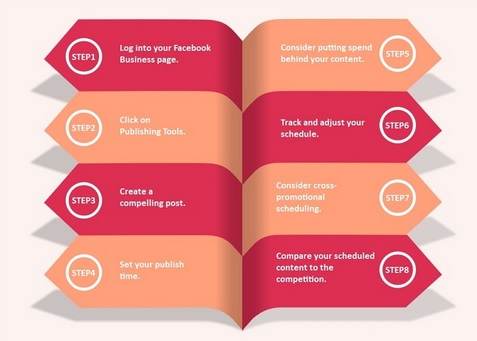 STEP1
Log into your Facebook
Business page.
STEP2
Click on
Publishing Tools.
STEP3
Create a
compelling post.
STEP4
Set your publish
time.
Consider putting spend
behind your content.
STEP5
Track and adjust your
schedule.
STEP6
Consider cross-
promotional
scheduling.
STEP7
Compare your scheduled
content to the
competition.
STEP8